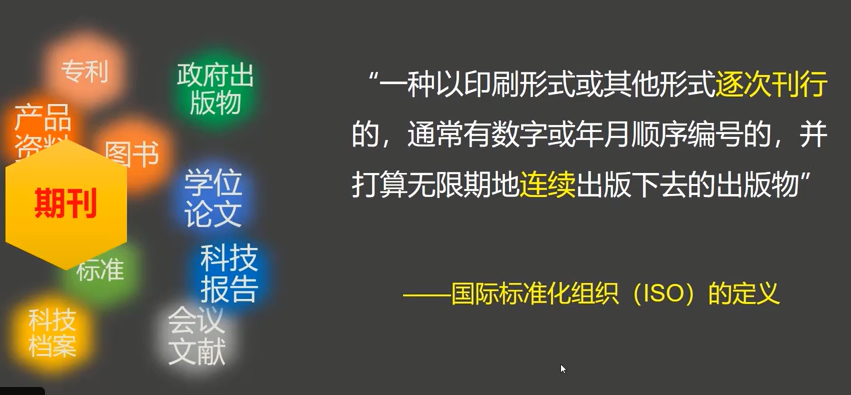 专利
政府出
版物
产品
资料
图书
期刊
学位
论文
标准
科技
报告
科技
档案
会议
文献
“一种以印刷形式或其他形式逐次刊行
的，通常有数字或年月顺序编号的，并
打算无限期地连续出版下去的出版物”
——国际标准化组织（ISO）的定义